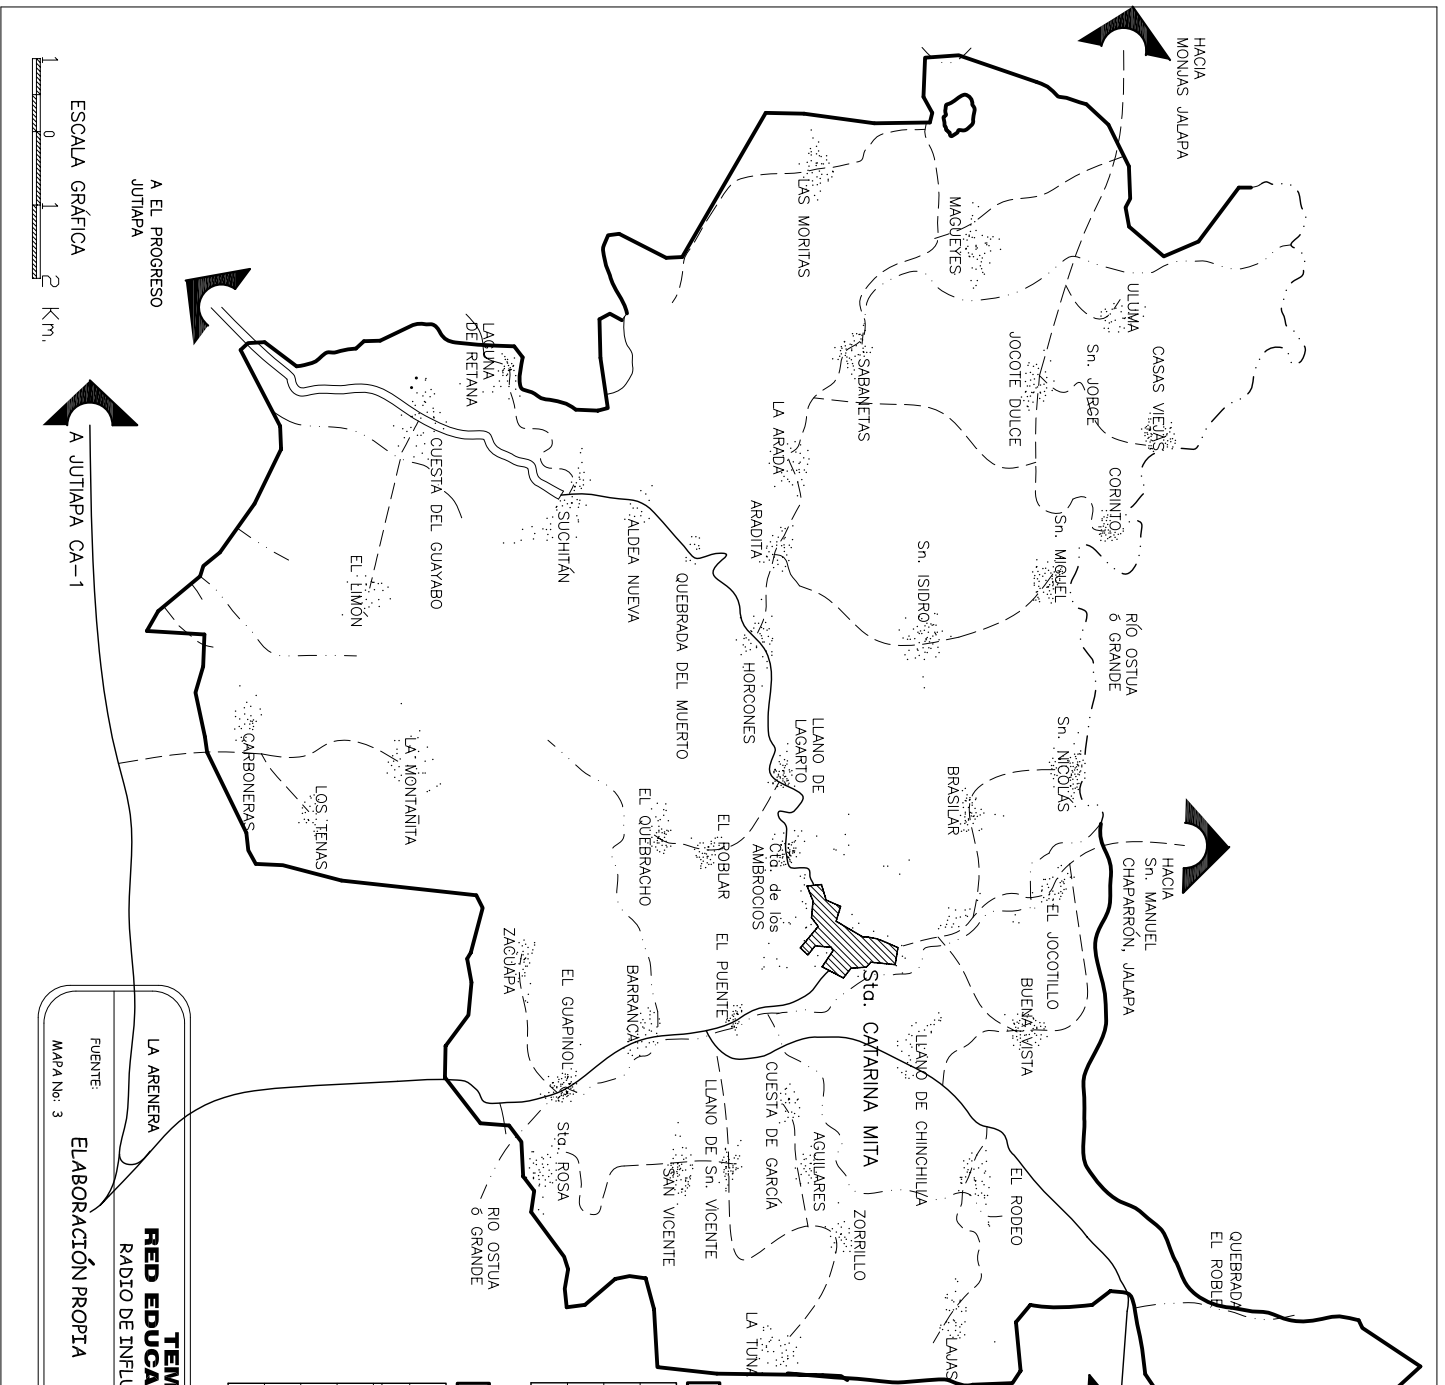 HACIA
MONJAS JALAPA
LAS MORITAS
MAGUEYES
ULUMA
Sn. JORGE
CASAS VIEJAS
JOCOTE DULCE
SABANETAS
LA ARADA
CORINTO
Sn. MIGUEL
ARADITA
Sn. ISIDRO
RÍO OSTUA
ó GRANDE
LAGUNA
DE RETANA
CUESTA DEL GUAYABO
SUCHITÁN
ALDEA NUEVA
QUEBRADA DEL MUERTO
HORCONES
EL LIMÓN
LLANO DE
LAGARTO
Sn. NICOLÁS
BRASILAR
HACIA
Sn. MANUEL
CHAPARRÓN, JALAPA
CARBONERAS
LOS TENAS
LA MONTAÑITA
EL QUEBRACHO
EL ROBLAR
Cta. de los
AMBROCIOS
EL JOCOTILLO
BUENA VISTA
ZACUAPA
EL GUAPINOL
BARRANCA
EL PUENTE
Sta. CATARINA MITA
LLANO DE CHINCHILLA
CUESTA DE GARCÍA
AGUILARES
LLANO DE Sn. VICENTE
SAN VICENTE
Sta ROSA
RIO OSTUA
ó GRANDE
ZORRILLO
EL RODEO
LA TUNA
LAJAS
QUEBRADA
EL ROBLE
A EL PROGRESO
JUTIAPA
A JUTIAPA CA-1
ESCALA GRÁFICA
1 0 1 2 Km.
LA ARENERA
FUENTE:
MAPA No: 3
ELABORACIÓN PROPIA
TEM
RED EDUCA
RADIO DE INFLU